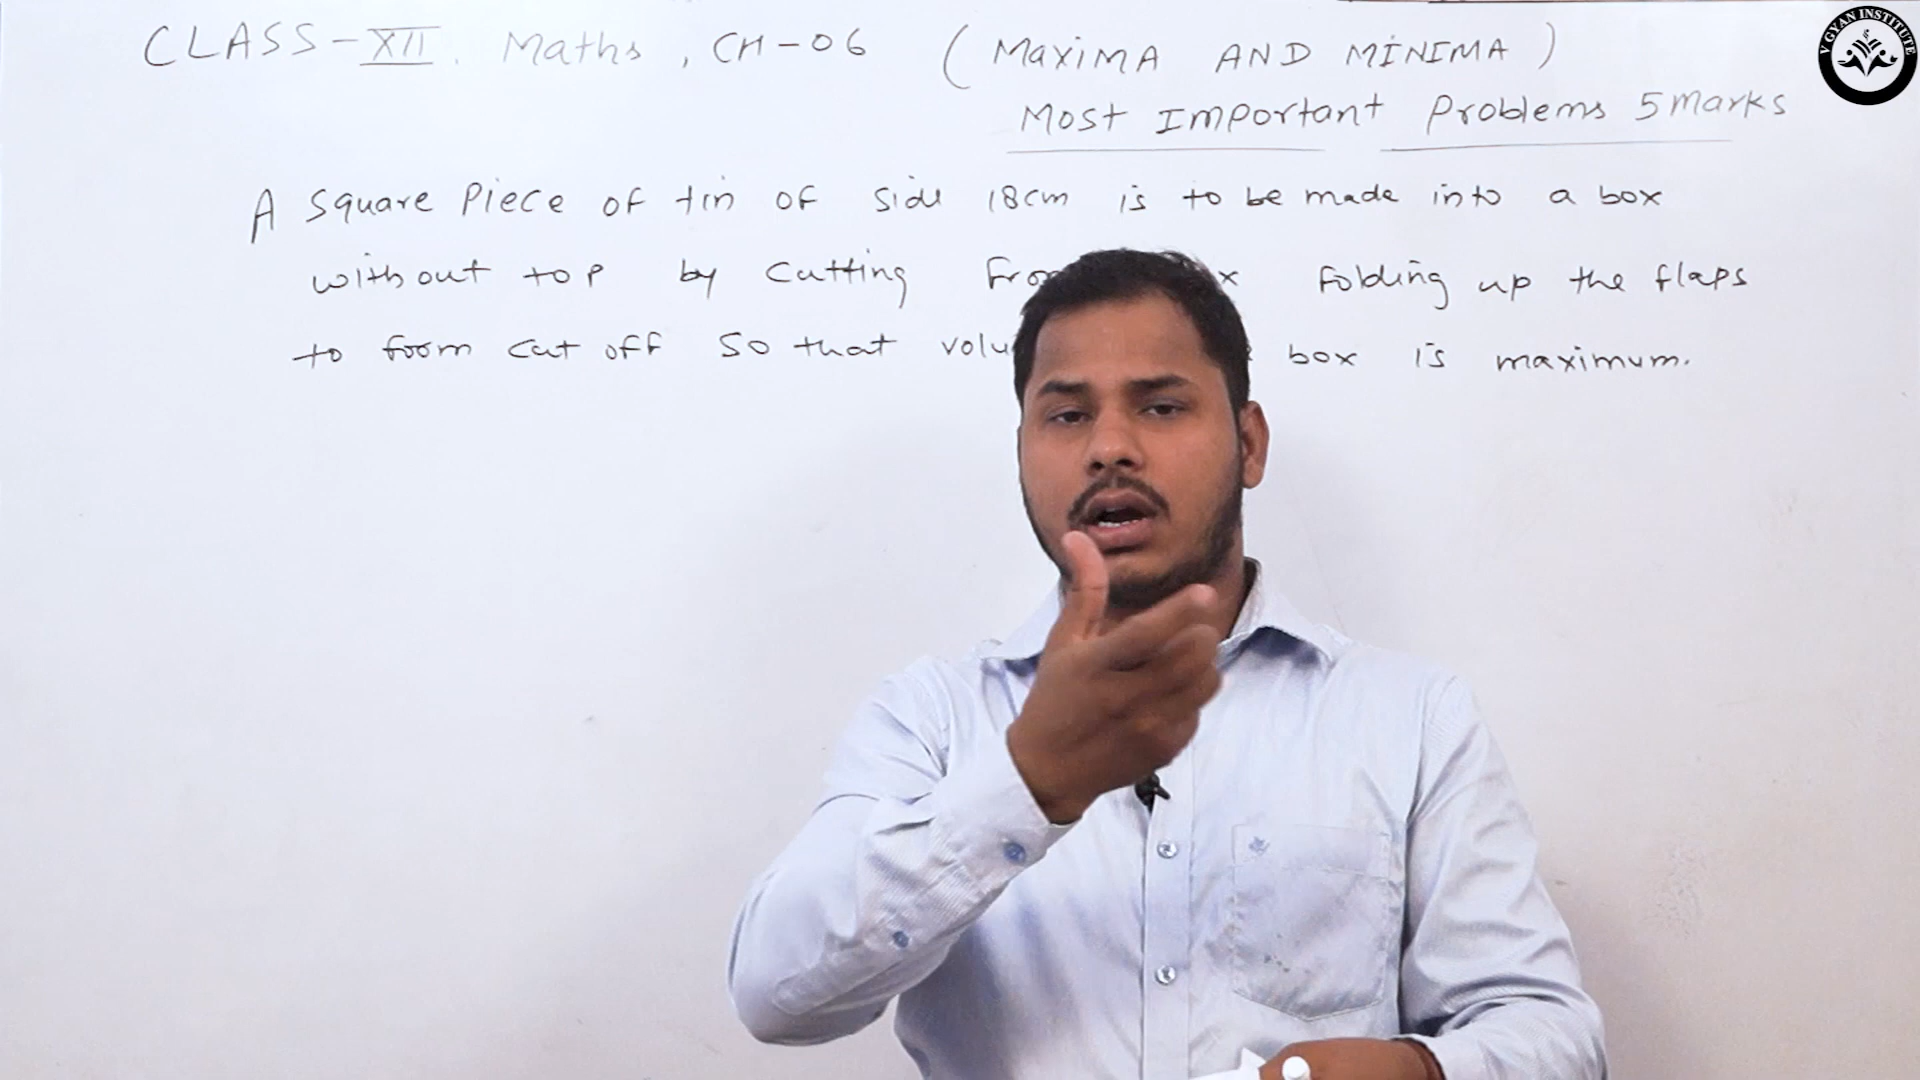 CLASS-XII. Maths, CH-06 (MaxiMA AND MINIMA)
Most Important Problems 5 Marks
A Square Piece of tin of side 18cm is to be made into a box
without top by cutting folding up the flaps
to form cut off so that box is maximum.
V GYAN INSTITUTE